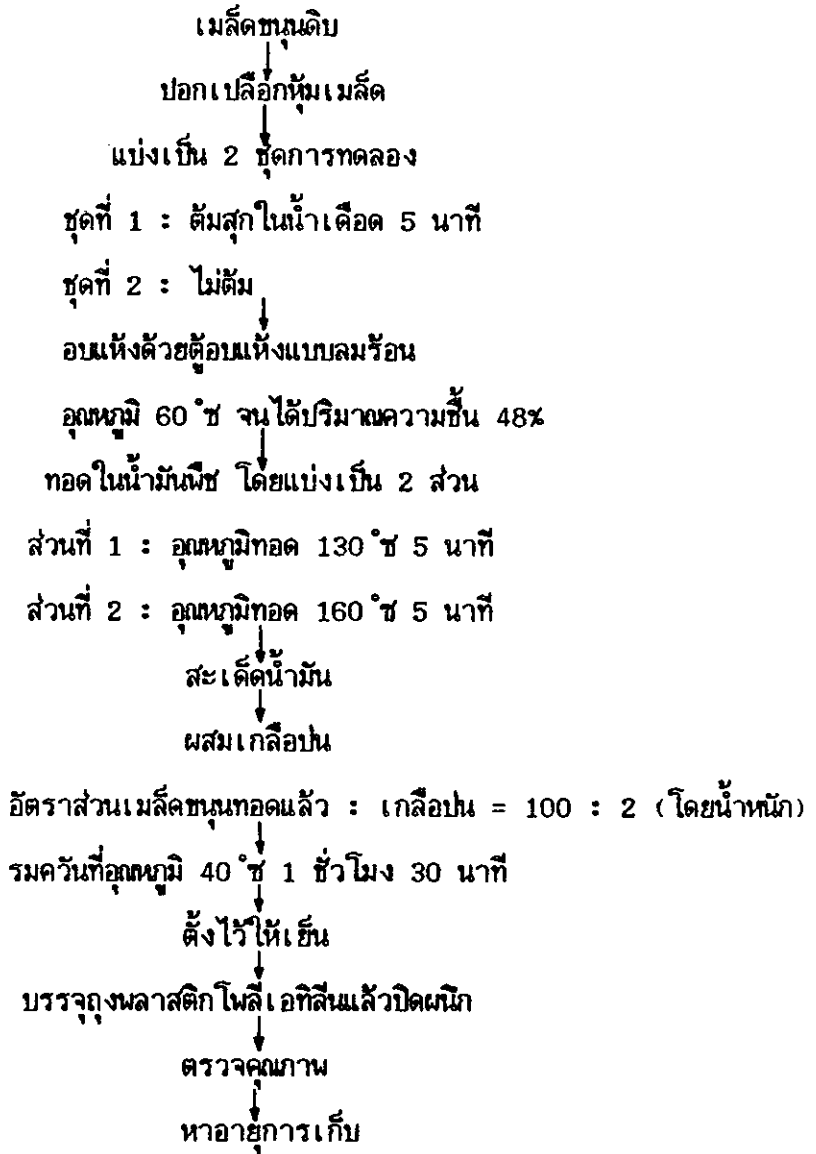 เมล็ดขนุนดิบ
ปอกเปลือกหุ้มเมล็ด
แบ่งเป็น 2 ชุดการทดลอง
ชุดที่ 1 : ต้มสุกในน้ำเดือด 5 นาที
ชุดที่ 2 : ไม่ต้ม
อบแห้งด้วยตู้อบแห้งแบบลมร้อน
อุณหภูมิ 60 ˚ซ จนได้ปริมาณความชื้น 48%
ทอดในน้ำมันพืช โดยแบ่งเป็น 2 ส่วน
ส่วนที่ 1 : อุณหภูมิทอด 130 ˚ซ 5 นาที
ส่วนที่ 2 : อุณหภูมิทอด 160 ˚ซ 5 นาที
สะเด็ดน้ำมัน
ผสมเกลือป่น
อัตราส่วนเมล็ดขนุนทอดแล้ว : เกลือป่น = 100 : 2 (โดยน้ำหนัก)
รมควันที่อุณหภูมิ 40 ˚ซ 1 ชั่วโมง 30 นาที
ตั้งไว้ให้เย็น
บรรจุถุงพลาสติกโพลีเอทิลีนแล้วปิดผนึก
ตรวจคุณภาพ
หาอายุการเก็บ